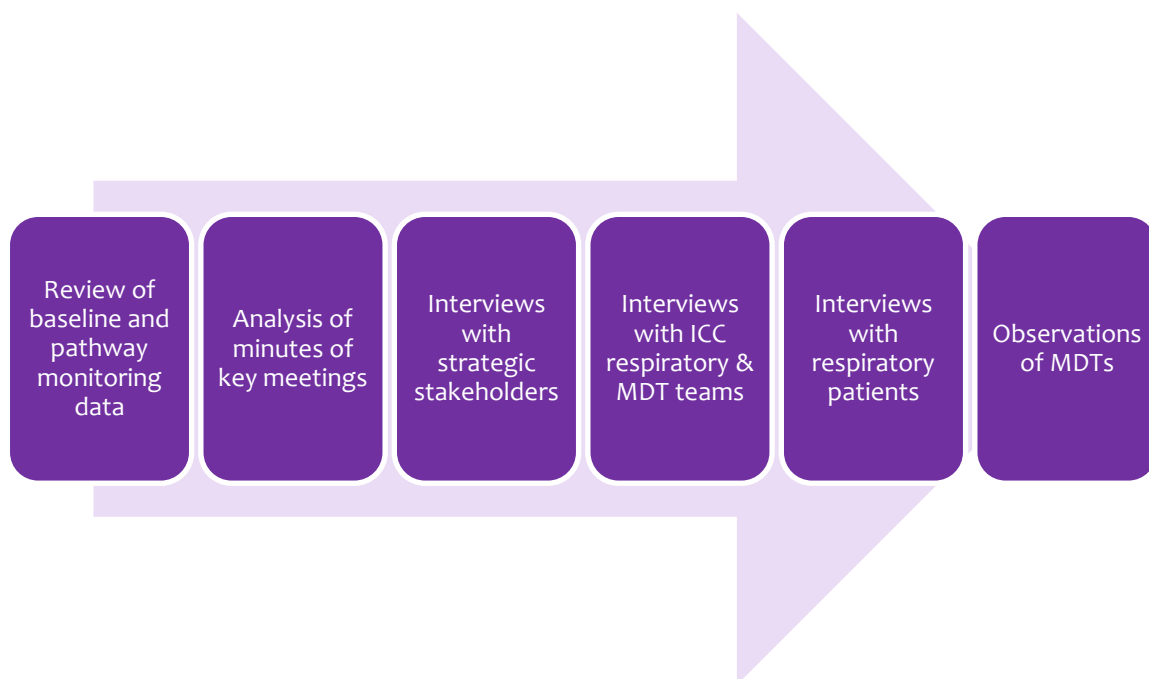 Review of
baseline and
pathway
monitoring
data
Analysis of
minutes of
key meetings
Interviews
with
strategic
stakeholders
Interviews
with ICC
respiratory &
MDT teams
Interviews
with
respiratory
patients
Observations
of MDTs